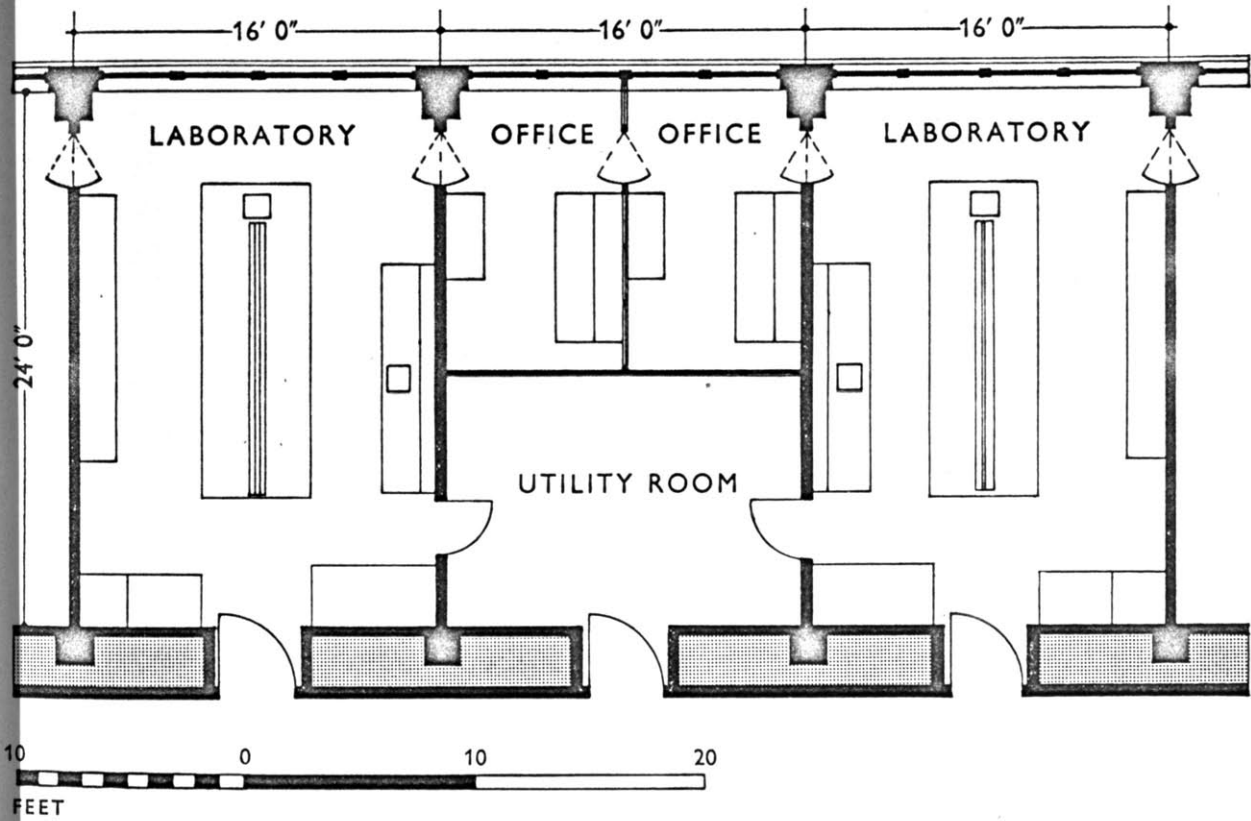 16' 0" 16' 0" 16' 0"
LABORATORY OFFICE OFFICE LABORATORY
24' 0"
UTILITY ROOM
10 0 10 20
FEET